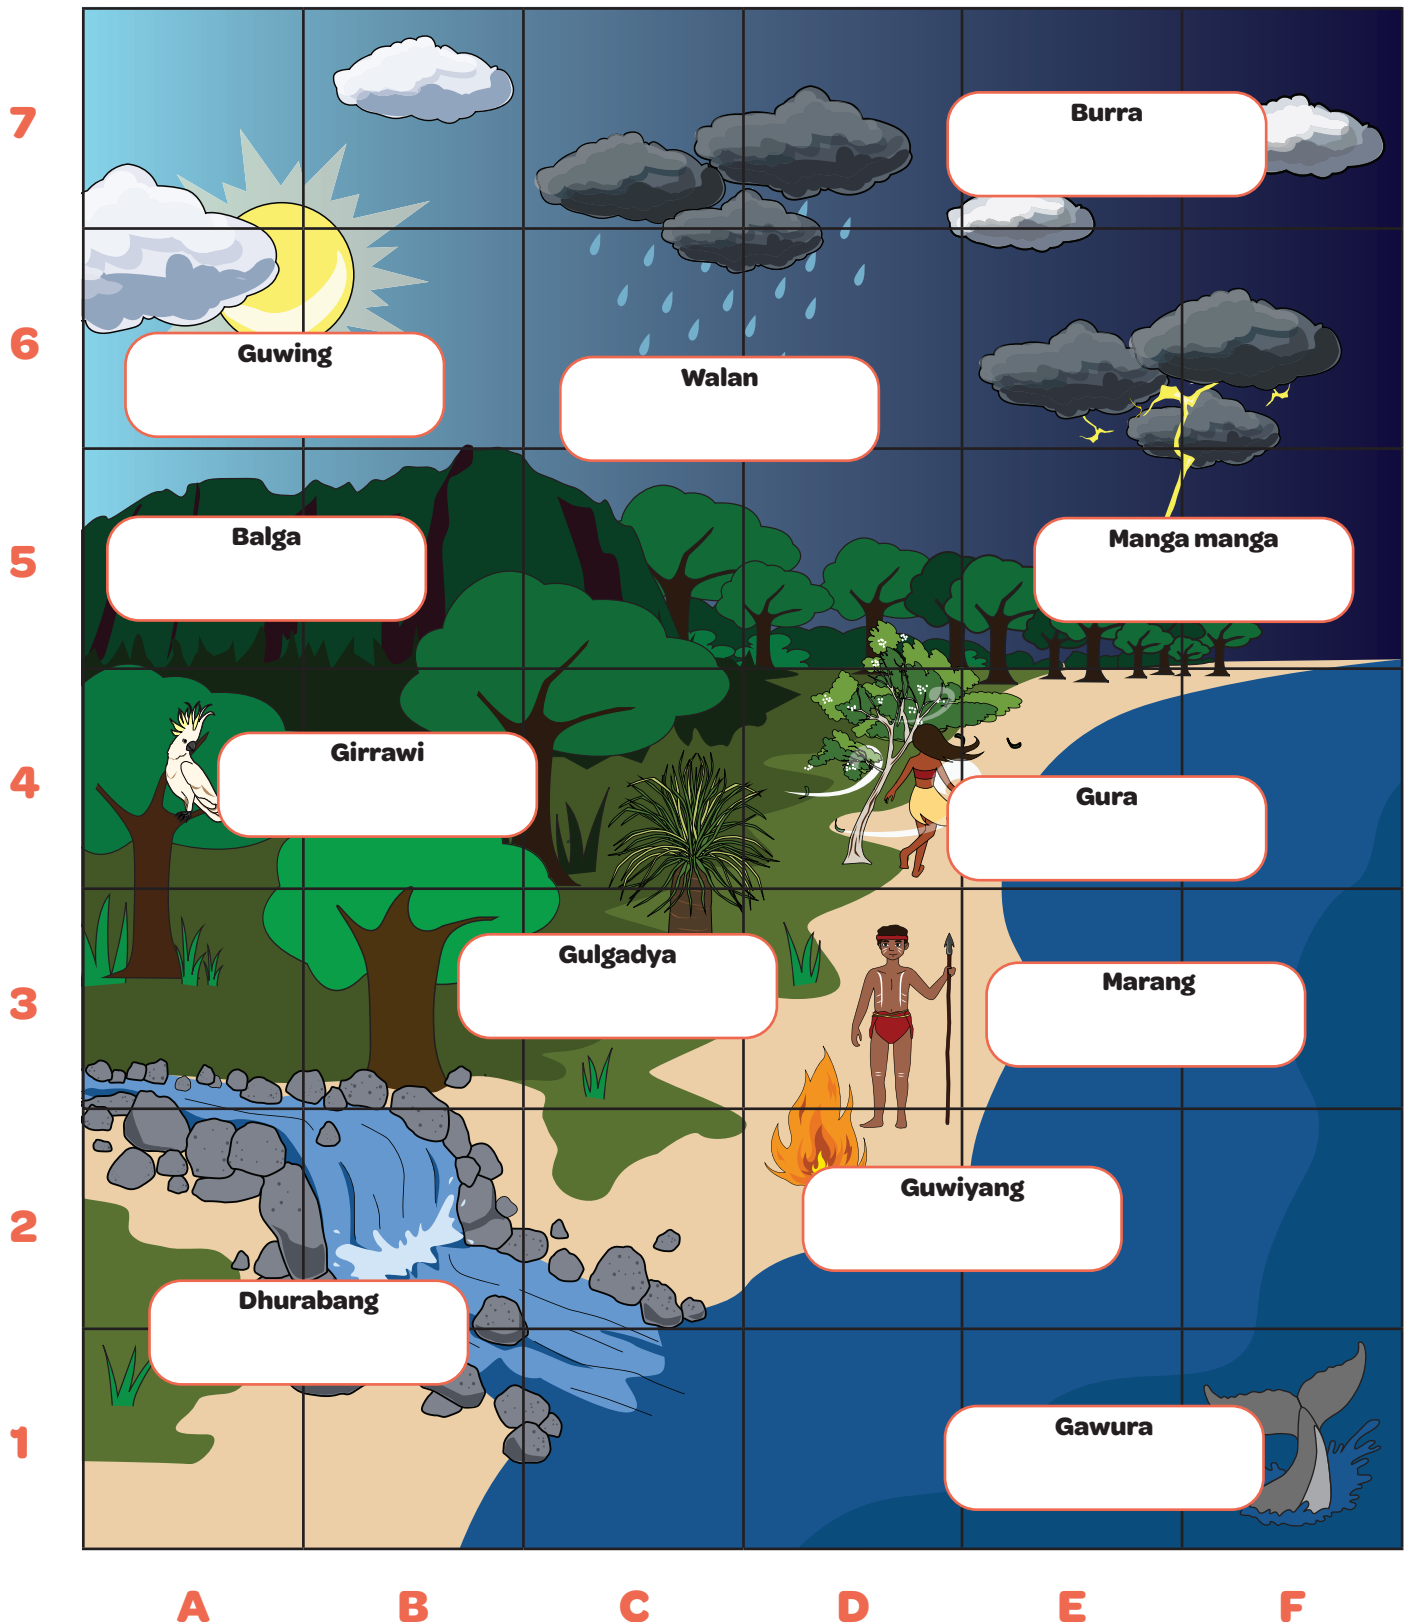 7
Burra
6
Guwing
Walan
5
Balga
Manga manga
4
Girrawi
Gura
3
Gulgadya
Marang
2
Guwiyang
Dhurabang
1
Gawura
A B C D E F